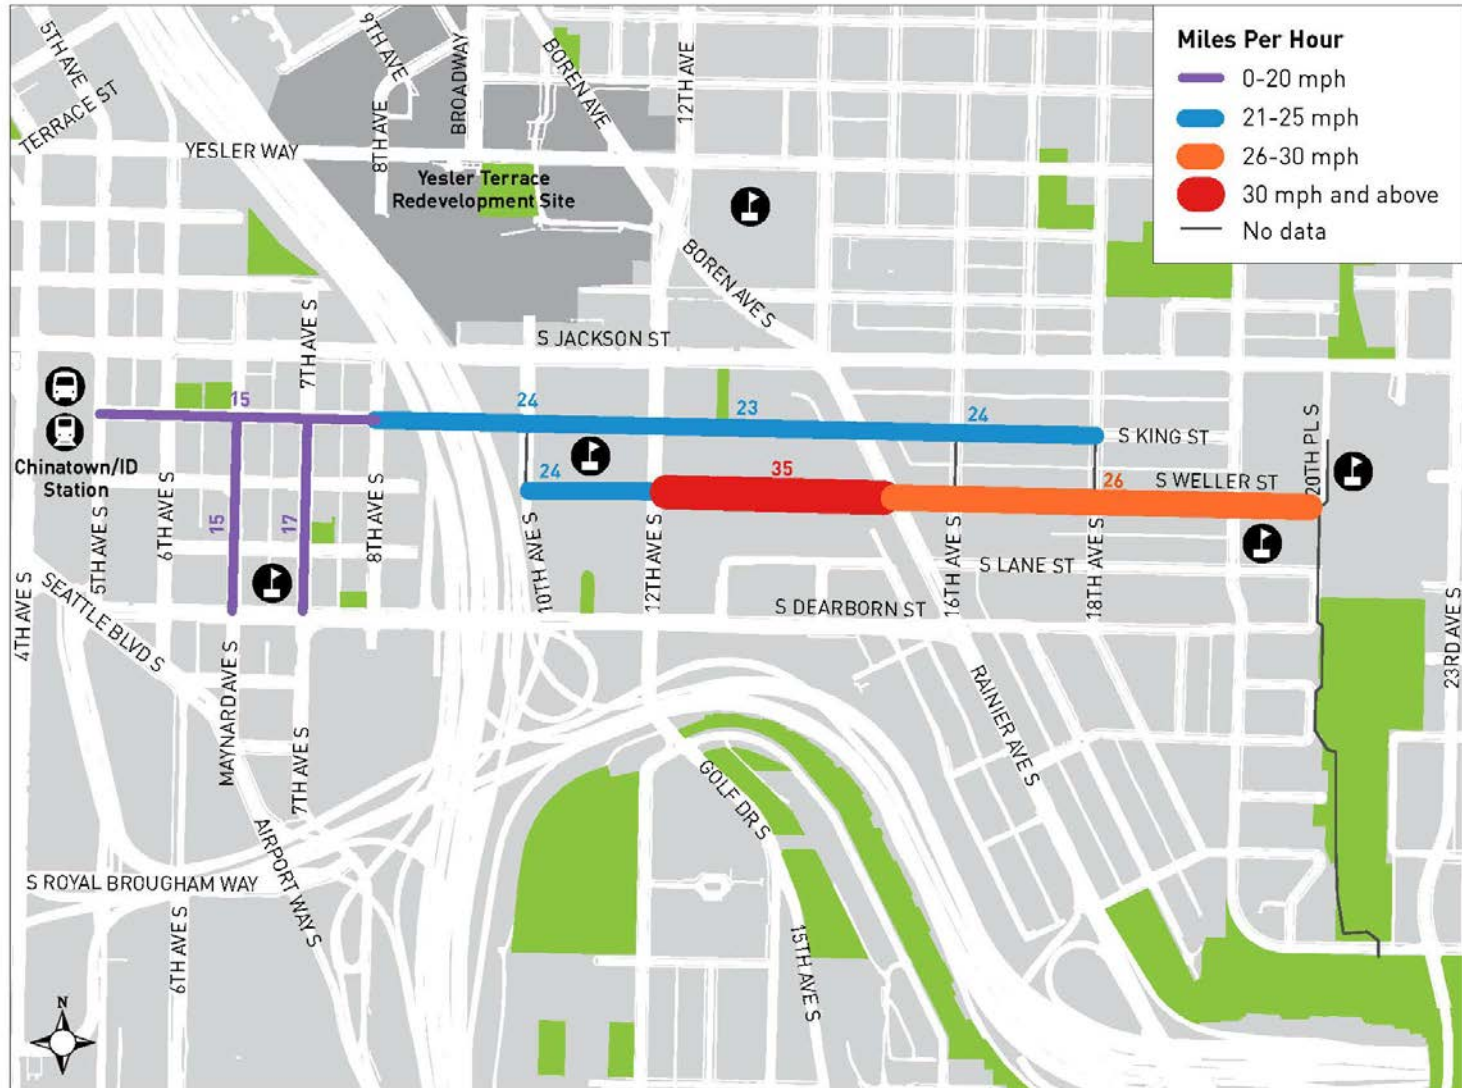 Miles Per Hour
0-20 mph
21-25 mph
26-30 mph
30 mph and above
No data
5TH AVE
TERRACE ST
9TH AVE
8TH AVE
BROADWAY
BOREN AVE
12TH AVE
YESLER WAY
Yesler Terrace
Redevelopment Site
BOREN AVE S
7TH AVE S
S JACKSON ST
15
24
23
24
S KING ST
20TH PL S
Chinatown/ID
Station
24
35
26
S WELLER ST
15
17
5TH AVE S
6TH AVE S
8TH AVE S
10TH AVE S
12TH AVE S
16TH AVE S
18TH AVE S
S LANE ST
S DEARBORN ST
4TH AVE S
SEATTLE BLVD S
MAYNARD AVE S
7TH AVE S
23RD AVE S
RAINIER AVE S
GOLF DR S
AIRPORT WAY S
S ROYAL BROUGHAM WAY
6TH AVE S
15TH AVE S
N